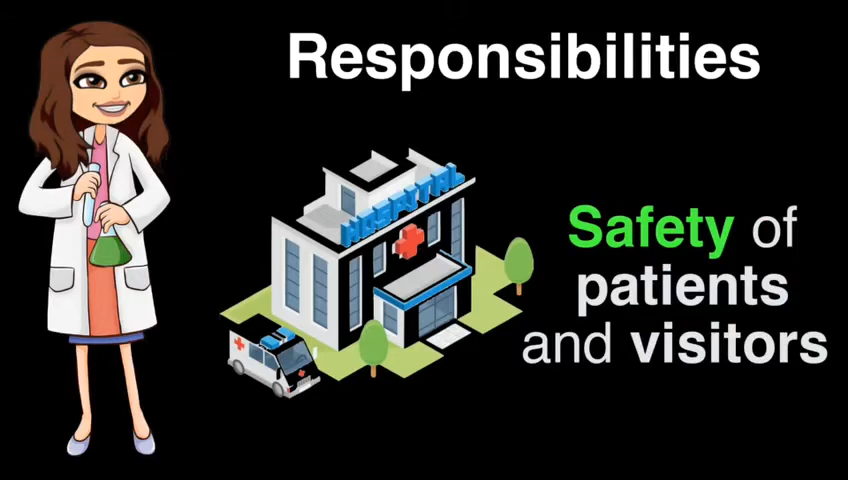 Responsibilities
HOSPITAL
Safety of
patients
and visitors